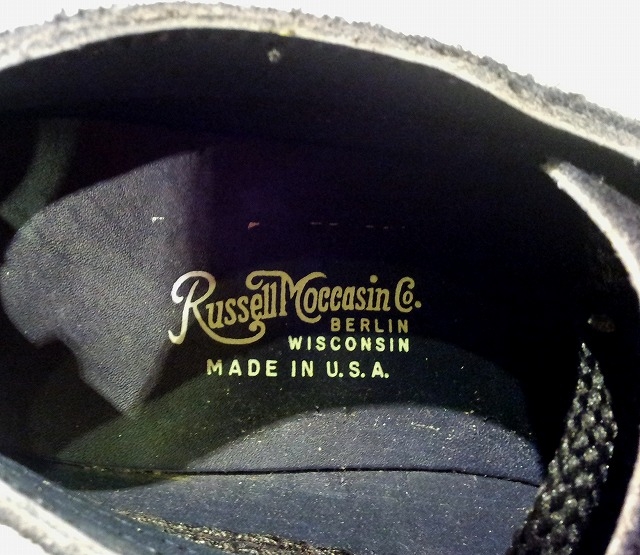 Russell Moccasin Co.
BERLIN
WISCONSIN
MADE IN U.S.A.